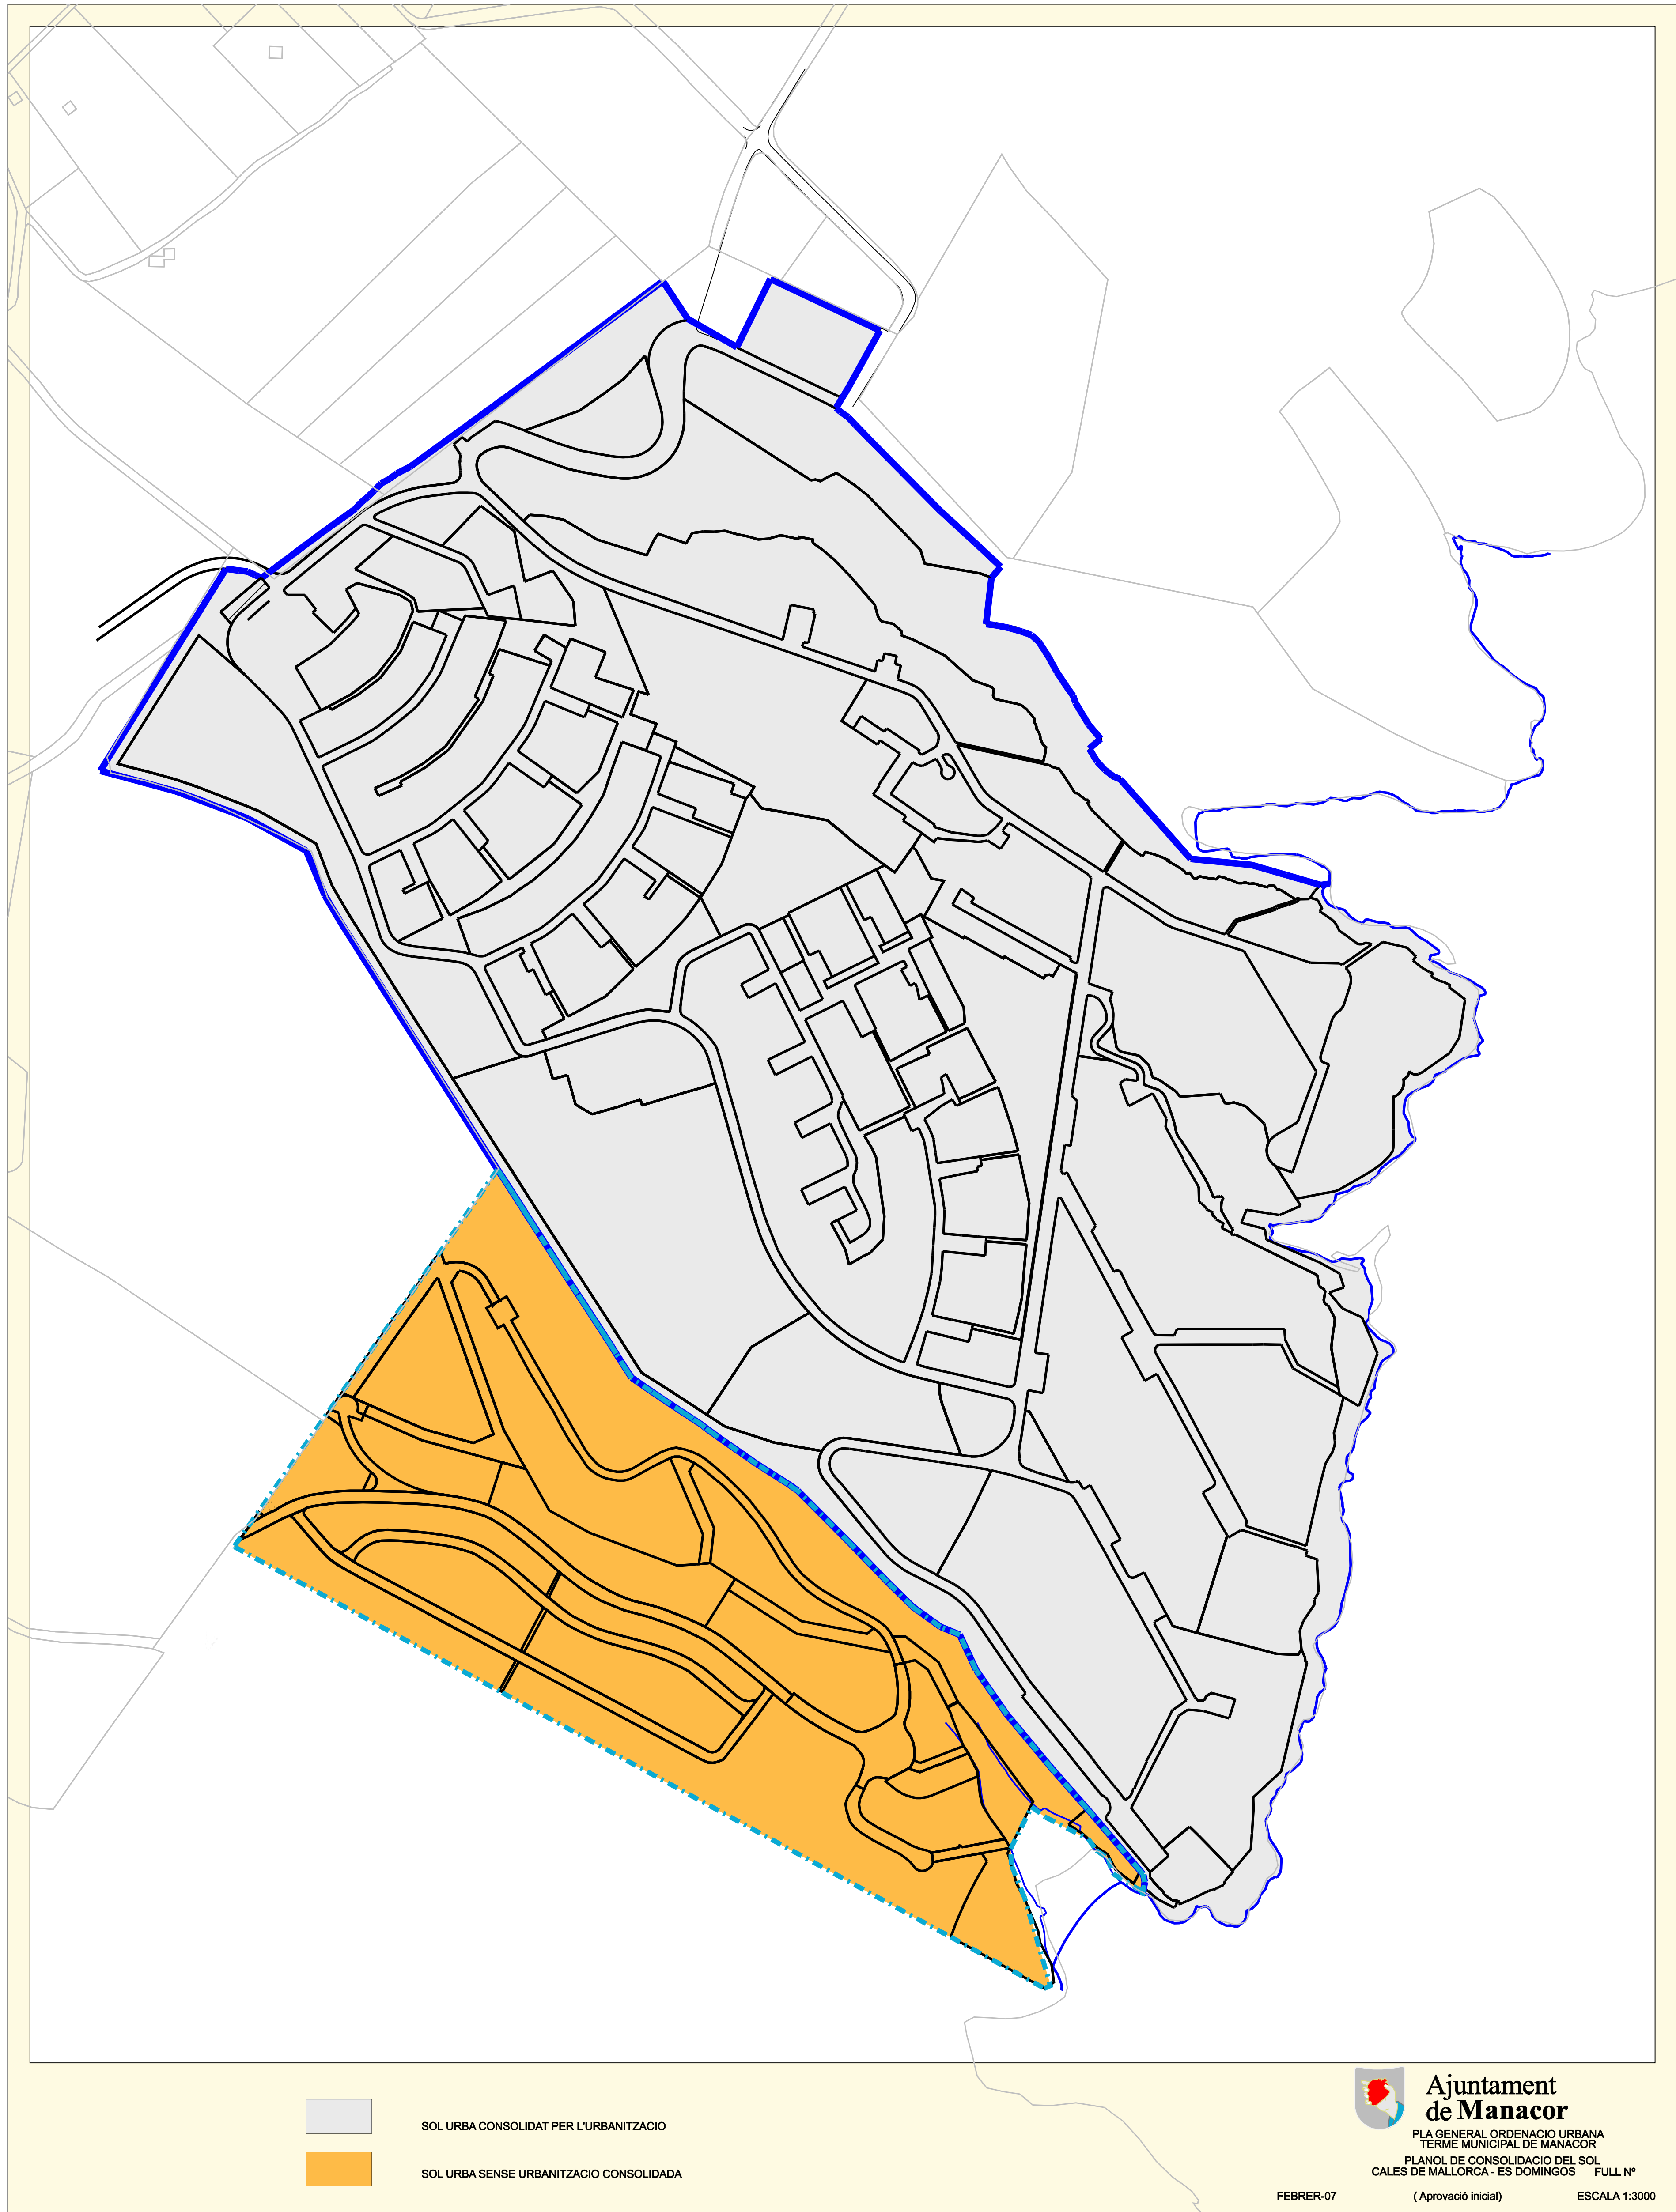 SOL URBA CONSOLIDAT PER L'URBANITZACIO
SOL URBA SENSE URBANITZACIO CONSOLIDADA
Ajuntament
de Manacor
PLA GENERAL ORDENACIO URBANA
TERME MUNICIPAL DE MANACOR
PLANOL DE CONSOLIDACIO DEL SOL
CALES DE MALLORCA - ES DOMINGOS FULL Nº
FEBRER-07 ( Aprovació inicial) ESCALA 1:3000